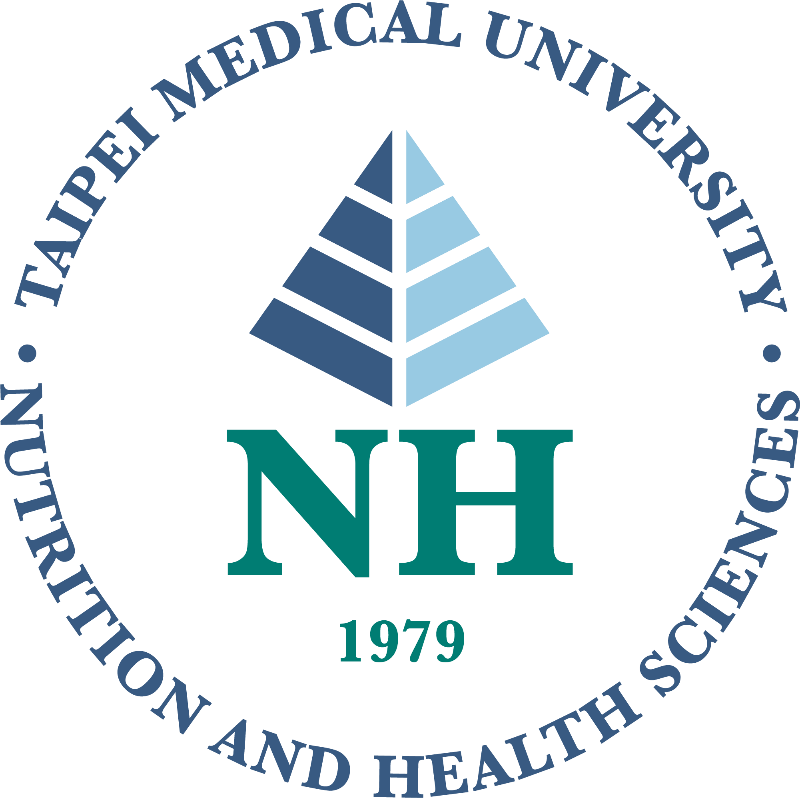 TAIPEI MEDICAL UNIVERSITY
NH
1979
• NUTRITION AND HEALTH SCIENCES •